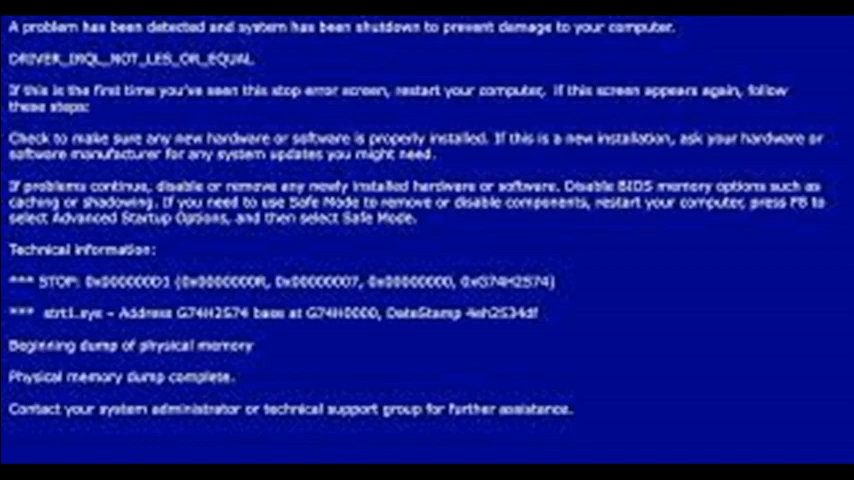 A problem has been detected and system has been shutdown to prevent damage to your computer.
DRIVER_IRQL_NOT_LES_OR_EQUAL
If this is the first time you've seen this stop error screen, restart your computer, if this screen appears again, follow
these steps:
Check to make sure any new hardware or software is properly installed. If this is a new installation, ask your hardware or
software manufacturer for any system updates you might need.
If problems continue, disable or remove any newly installed hardware or software. Disable BIOS memory options such as
caching or shadowing. If you need to use Safe Mode to remove or disable components, restart your computer, press F8 to
select Advanced Startup Options, and then select Safe Mode.
Technical information:
*** STOP: 0x000000D1 (0x0000000R, 0x00000007, 0x00000000, 0xG74H2S74)
*** strt1.sys - Address G74H2S74 base at G74H0000, DateStamp 4eh2534df
Beginning dump of physical memory
Physical memory dump complete.
Contact your system administrator or technical support group for further assistance.